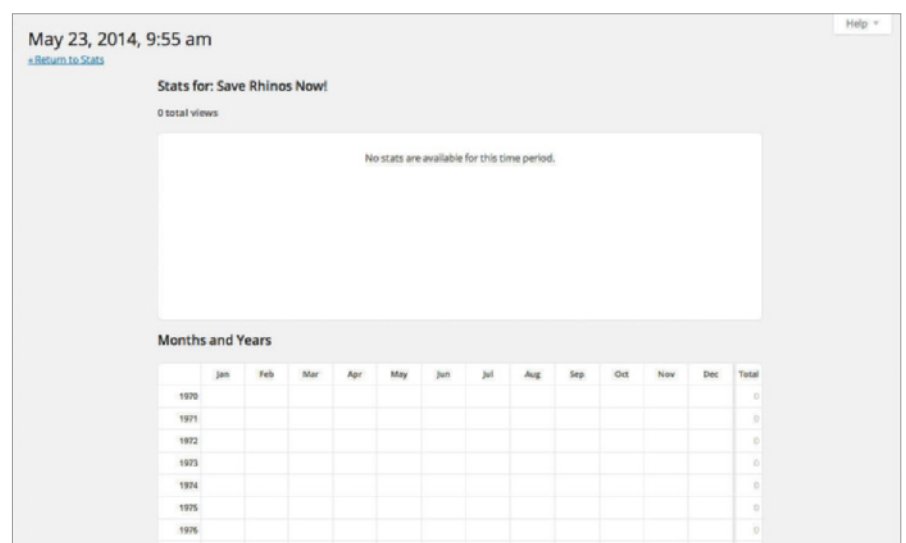 Help
May 23, 2014, 9:55 am
« Return to Stats
Stats for: Save Rhinos Now!
0 total views
No stats are available for this time period.
Months and Years
Jan Feb Mar Apr May Jun Jul Aug Sep Oct Nov Dec Total
1970 0
1971 0
1972 0
1973 0
1974 0
1975 0
1976 0